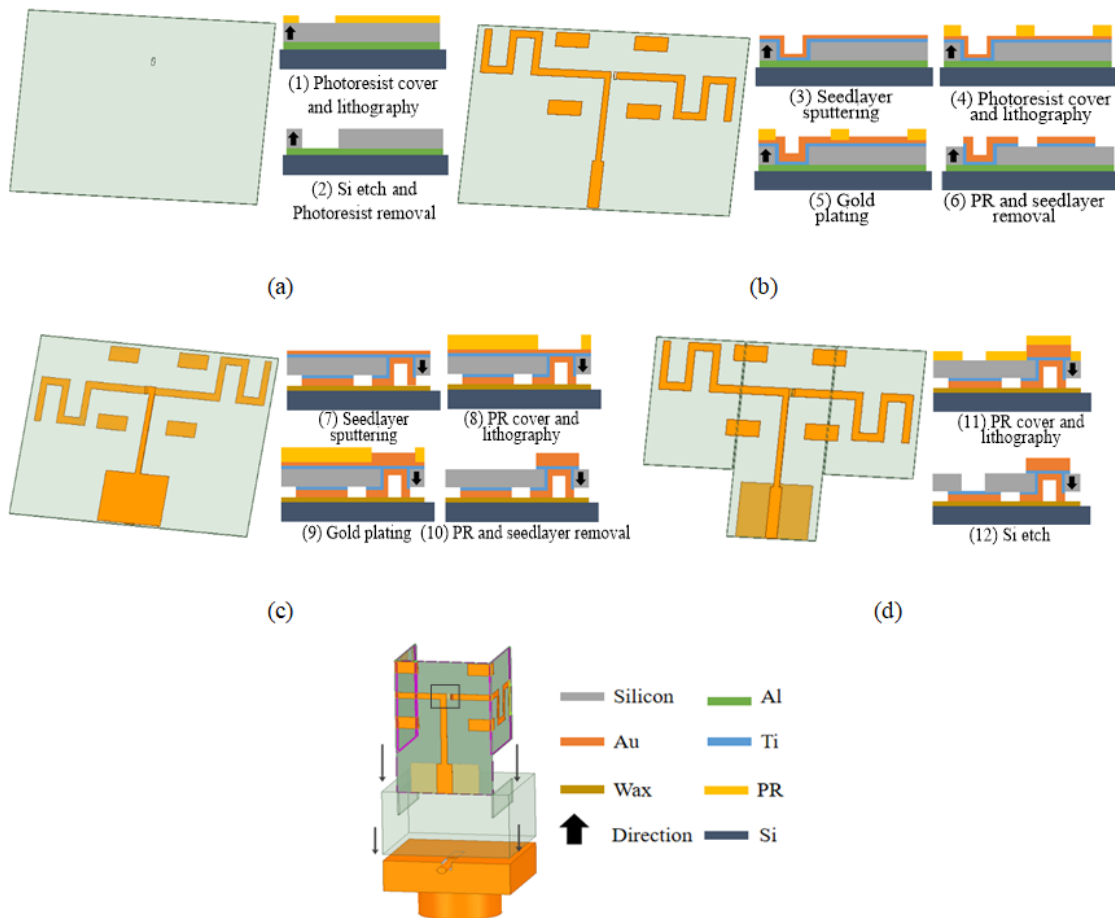 (1) Photoresist cover
and lithography
(2) Si etch and
Photoresist removal
(a)
(3) Seedlayer
sputtering
(4) Photoresist cover
and lithography
(5) Gold
plating
(6) PR and seedlayer
removal
(b)
(7) Seedlayer
sputtering
(8) PR cover and
lithography
(9) Gold plating
(10) PR and seedlayer removal
(c)
(11) PR cover and
lithography
(12) Si etch
(d)
Silicon
Al
Au
Ti
Wax
PR
Direction
Si